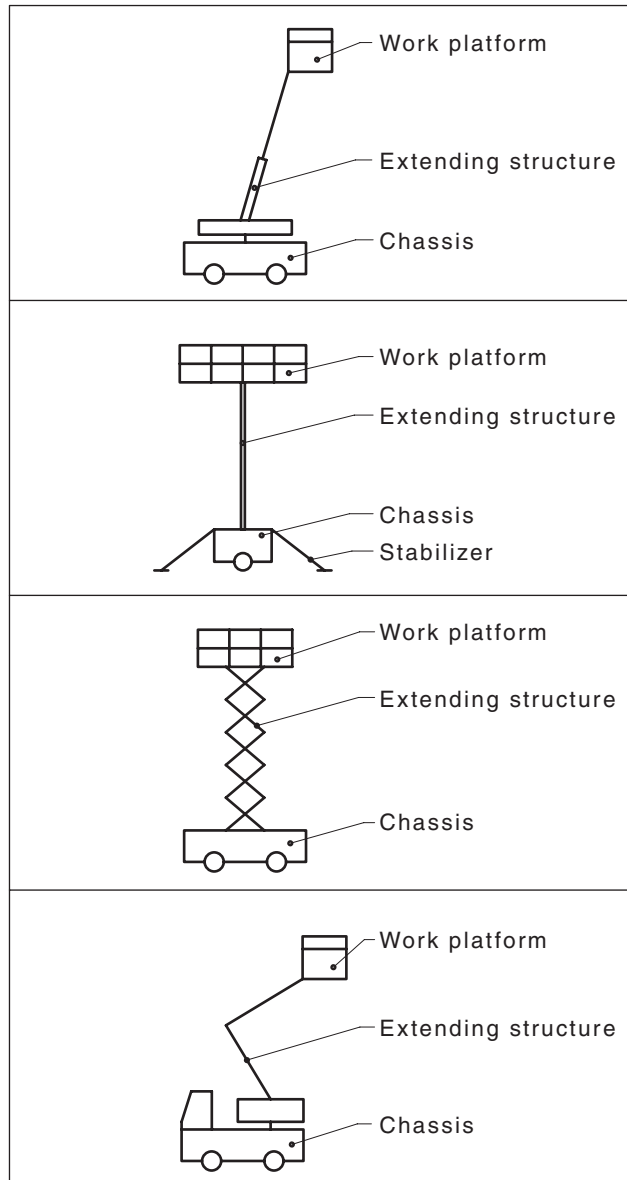 Work platform
Extending structure
Chassis
Work platform
Extending structure
Chassis
Stabilizer
Work platform
Extending structure
Chassis
Work platform
Extending structure
Chassis